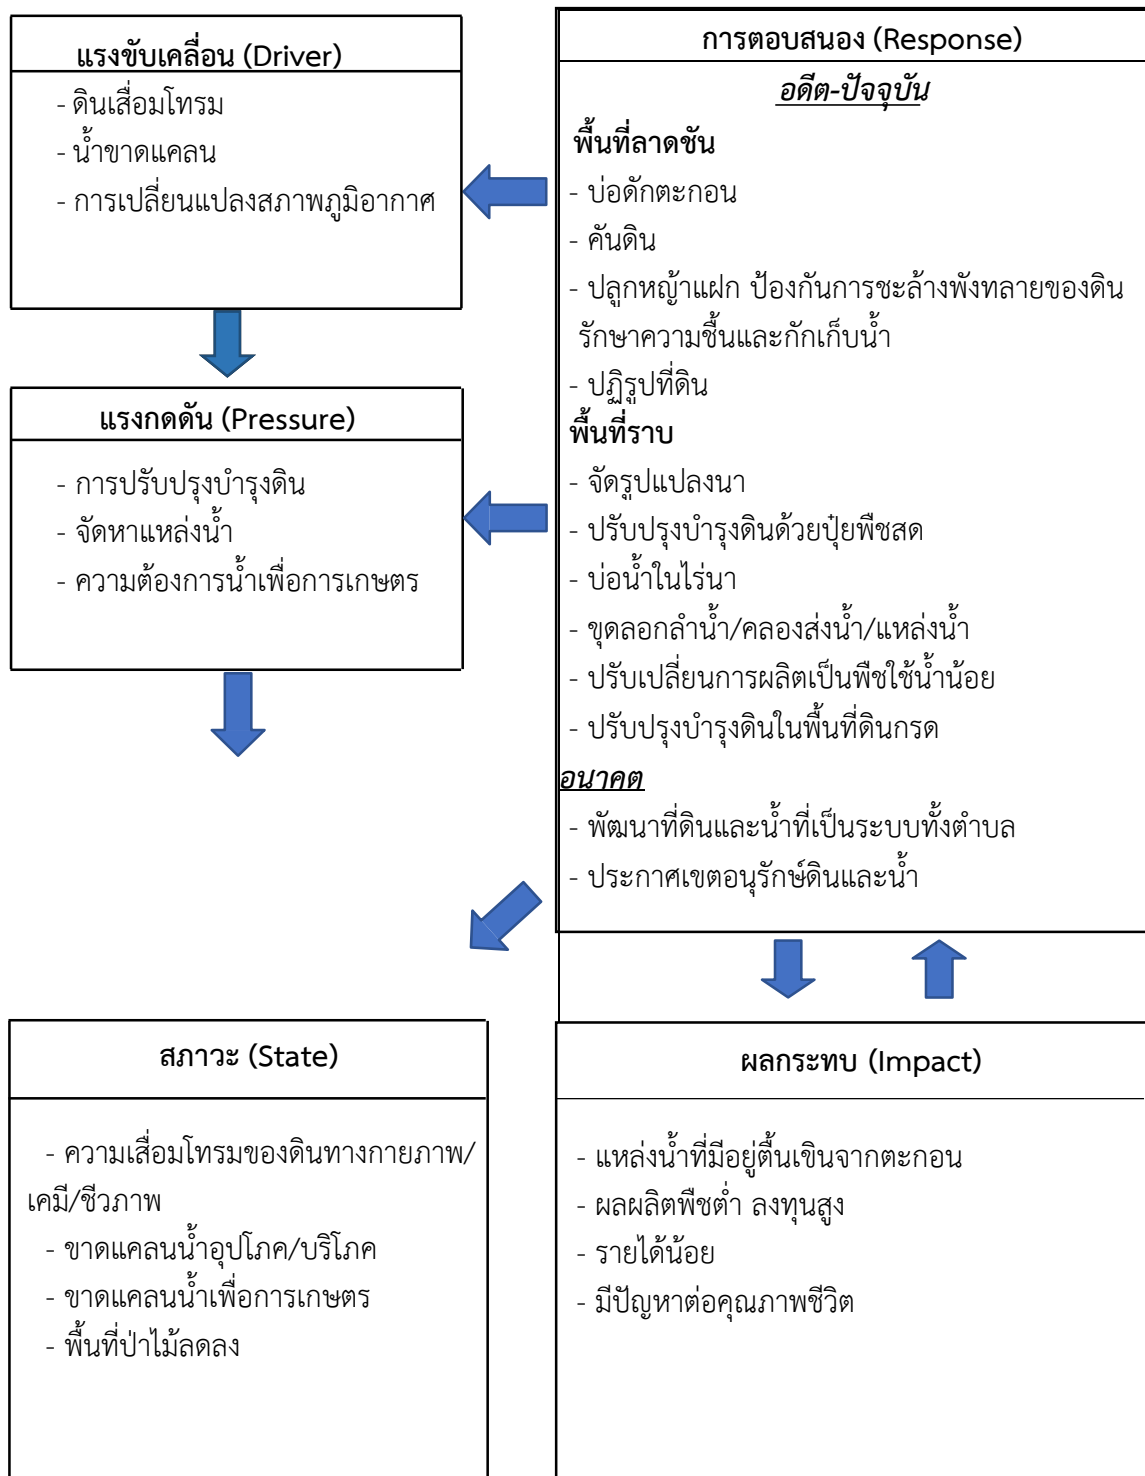 แรงขับเคลื่อน (Driver)
- ดินเสื่อมโทรม
- น้ำขาดแคลน
- การเปลี่ยนแปลงสภาพภูมิอากาศ
แรงกดดัน (Pressure)
- การปรับปรุงบำรุงดิน
- จัดหาแหล่งน้ำ
- ความต้องการน้ำเพื่อการเกษตร
การตอบสนอง (Response)
อดีต-ปัจจุบัน
พื้นที่ลาดชัน
- บ่อดักตะกอน
- คันดิน
- ปลูกหญ้าแฝก ป้องกันการชะล้างพังทลายของดิน
รักษาความชื้นและกักเก็บน้ำ
- ปฏิรูปที่ดิน
พื้นที่ราบ
- จัดรูปแปลงนา
- ปรับปรุงบำรุงดินด้วยปุ๋ยพืชสด
- บ่อน้ำในไร่นา
- ขุดลอกลำน้ำ/คลองส่งน้ำ/แหล่งน้ำ
- ปรับเปลี่ยนการผลิตเป็นพืชใช้น้ำน้อย
- ปรับปรุงบำรุงดินในพื้นที่ดินกรด
อนาคต
- พัฒนาที่ดินและน้ำที่เป็นระบบทั้งตำบล
- ประกาศเขตอนุรักษ์ดินและน้ำ
สภาวะ (State)
- ความเสื่อมโทรมของดินทางกายภาพ/
เคมี/ชีวภาพ
- ขาดแคลนน้ำอุปโภค/บริโภค
- ขาดแคลนน้ำเพื่อการเกษตร
- พื้นที่ป่าไม้ลดลง
ผลกระทบ (Impact)
- แหล่งน้ำที่มีอยู่ตื้นเขินจากตะกอน
- ผลผลิตพืชต่ำ ลงทุนสูง
- รายได้น้อย
- มีปัญหาต่อคุณภาพชีวิต